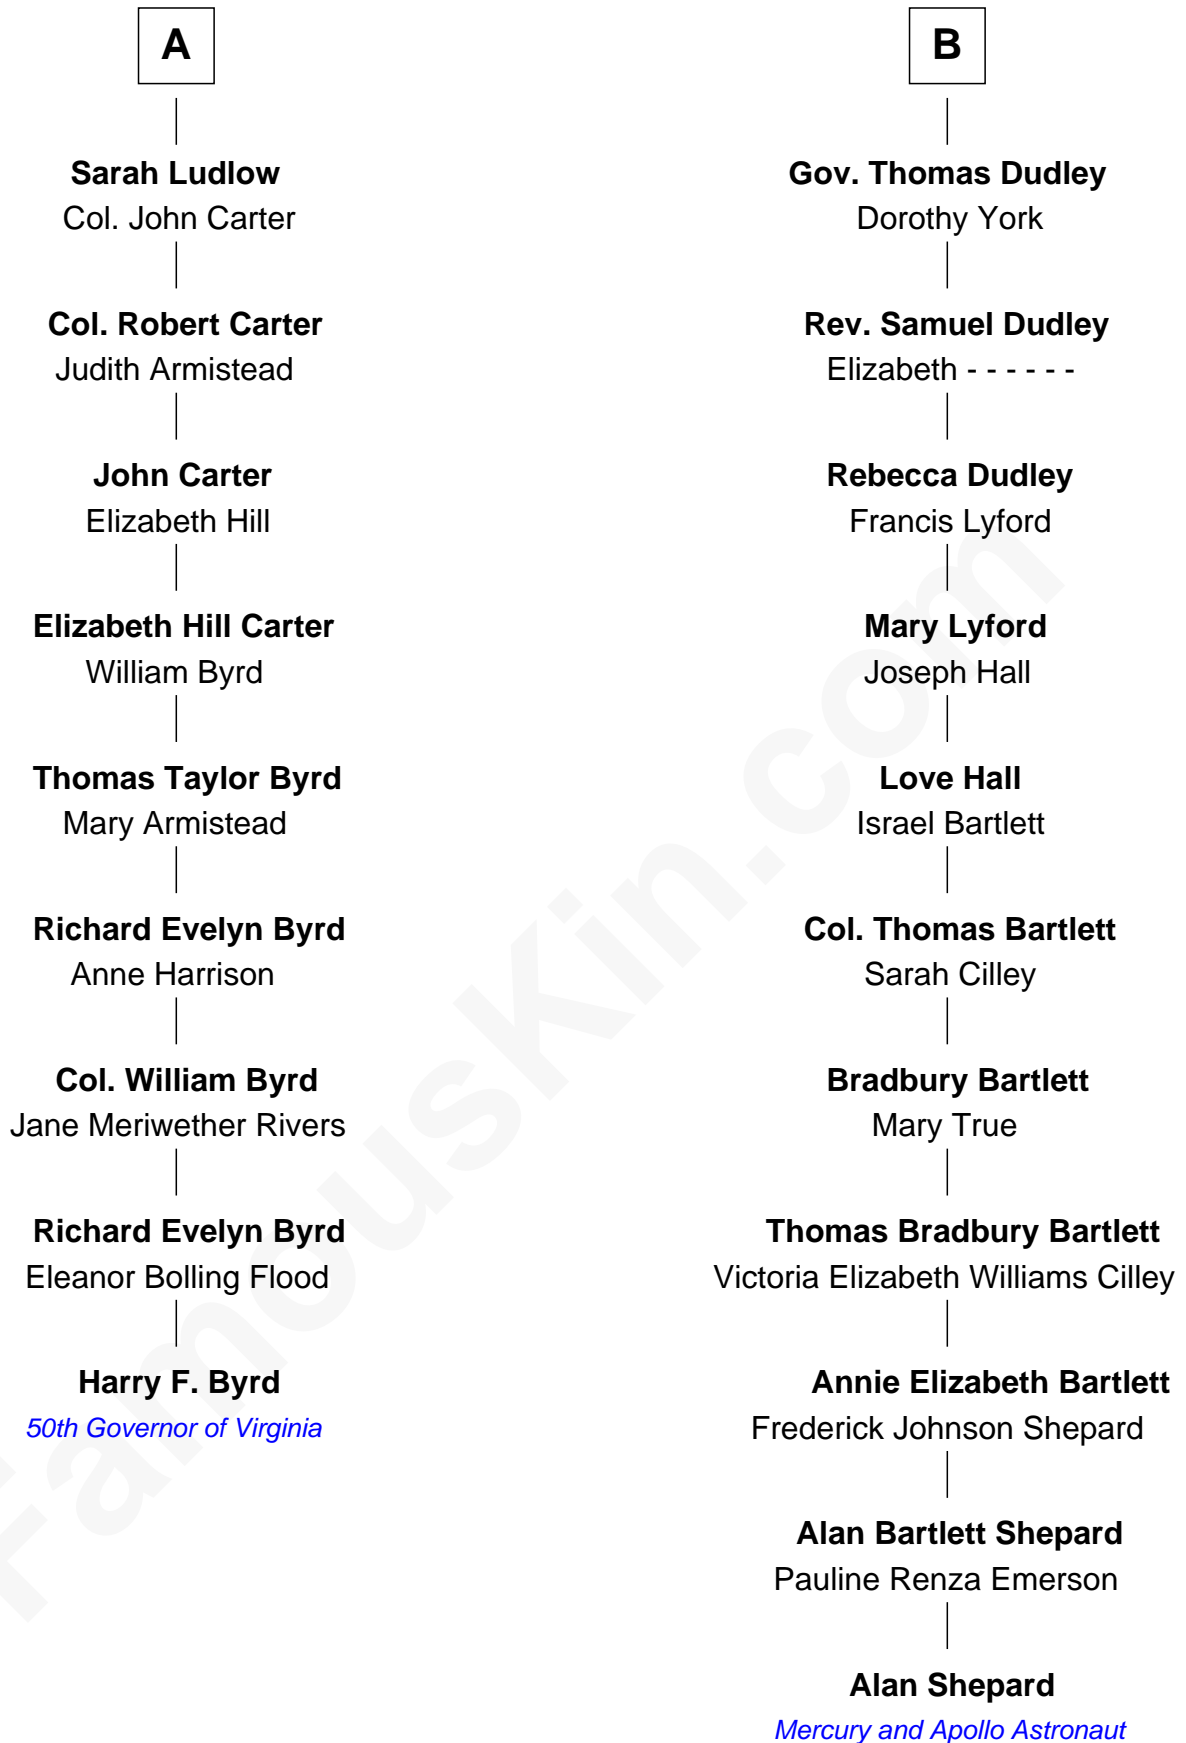 A
Sarah Ludlow
Col. John Carter
Col. Robert Carter
Judith Armistead
John Carter
Elizabeth Hill
Elizabeth Hill Carter
William Byrd
Thomas Taylor Byrd
Mary Armistead
Richard Evelyn Byrd
Anne Harrison
Col. William Byrd
Jane Meriwether Rivers
Richard Evelyn Byrd
Eleanor Bolling Flood
Harry F. Byrd
50th Governor of Virginia
B
Gov. Thomas Dudley
Dorothy York
Rev. Samuel Dudley
Elizabeth - - - - - -
Rebecca Dudley
Francis Lyford
Mary Lyford
Joseph Hall
Love Hall
Israel Bartlett
Col. Thomas Bartlett
Sarah Cilley
Bradbury Bartlett
Mary True
Thomas Bradbury Bartlett
Victoria Elizabeth Williams Cilley
Annie Elizabeth Bartlett
Frederick Johnson Shepard
Alan Bartlett Shepard
Pauline Renza Emerson
Alan Shepard
Mercury and Apollo Astronaut
FamousKin.com